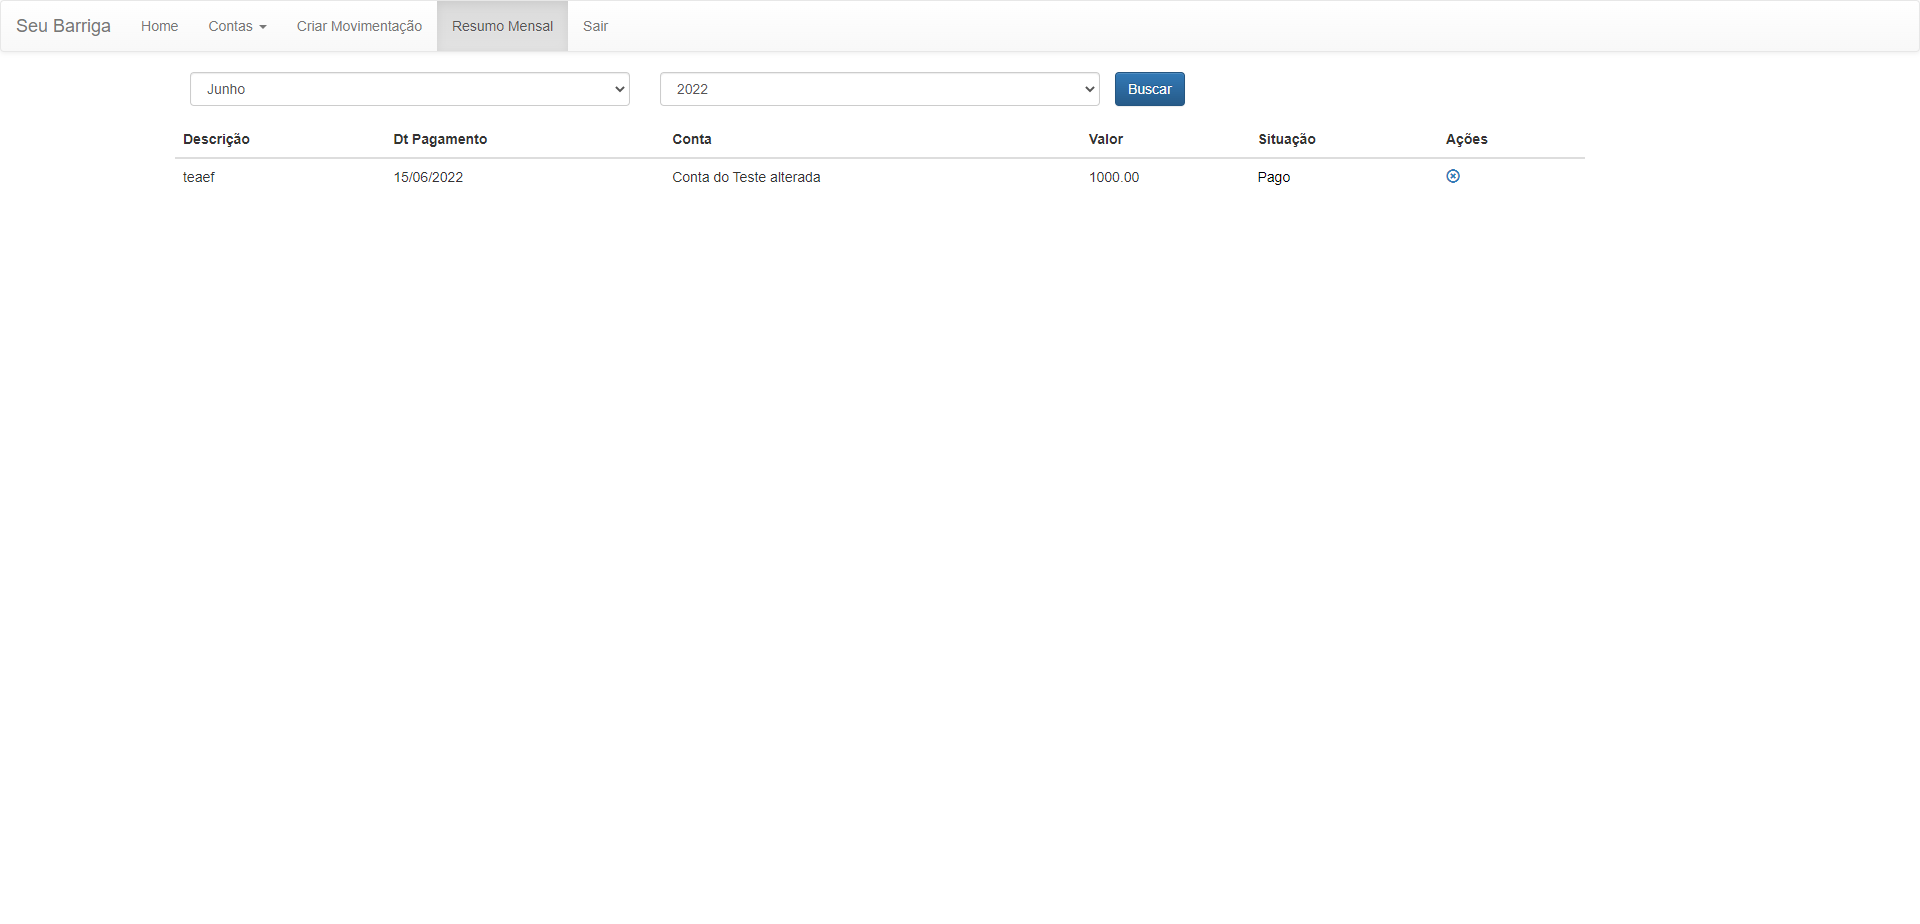 Seu Barriga Home Contas Criar Movimentação Resumo Mensal Sair
Junho 2022 Buscar
Descrição Dt Pagamento Conta Valor Situação Ações
teaef 15/06/2022 Conta do Teste alterada 1000.00 Pago